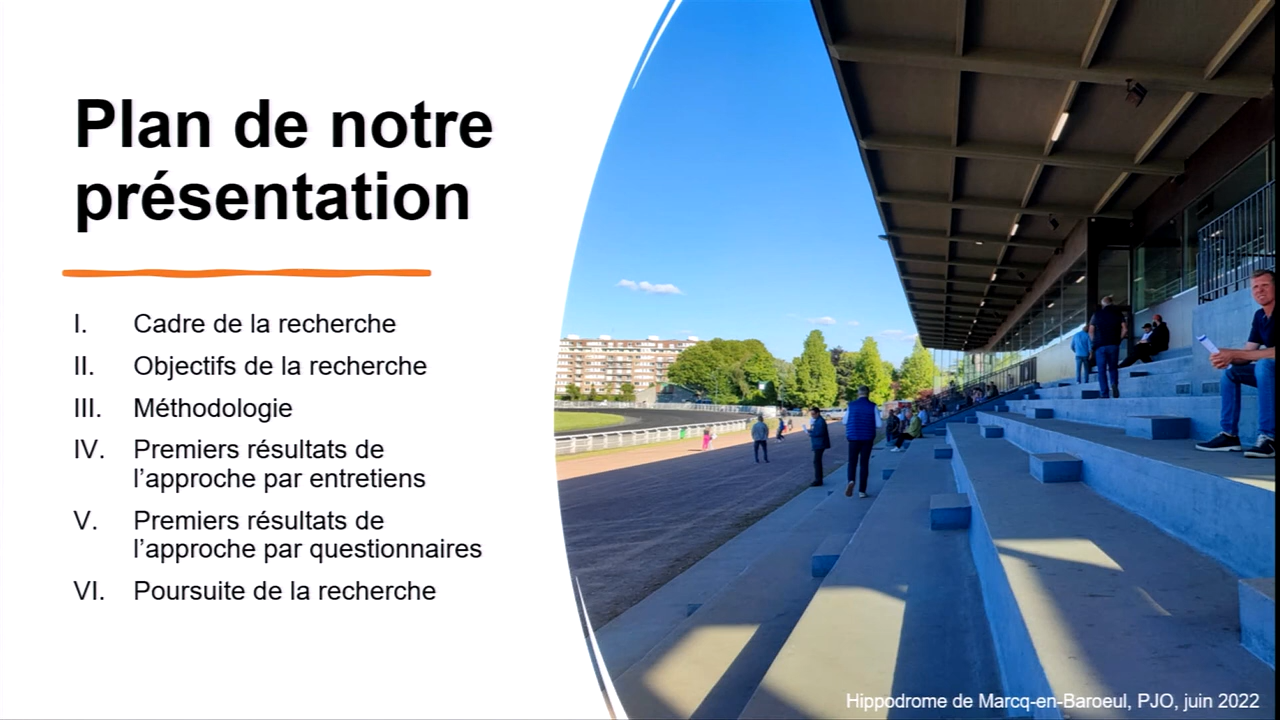 Plan de notre
présentation
I. Cadre de la recherche
II. Objectifs de la recherche
III. Méthodologie
IV. Premiers résultats de
l’approche par entretiens
V. Premiers résultats de
l’approche par questionnaires
VI. Poursuite de la recherche
Hippodrome de Marcq-en-Baroeul, PJO, juin 2022